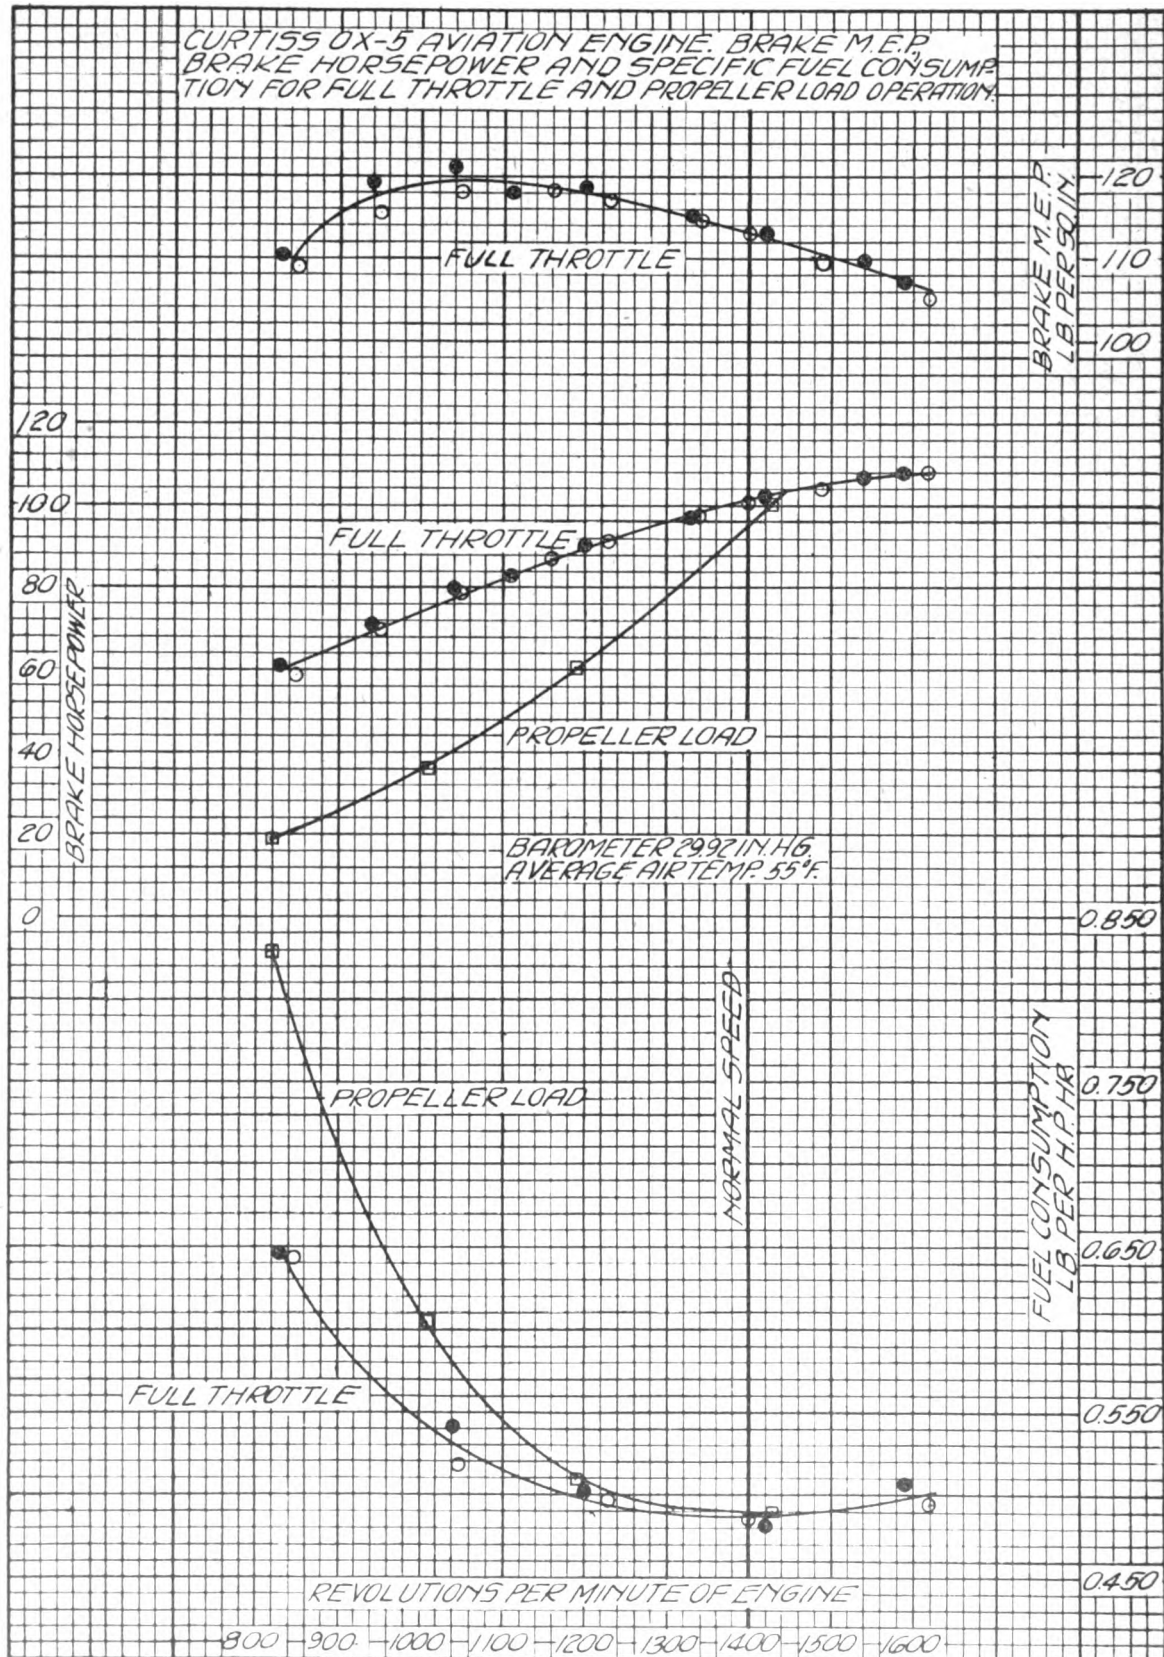 CURTISS OX-5 AVIATION ENGINE. BRAKE M.E.P.,
BRAKE HORSEPOWER AND SPECIFIC FUEL CONSUMP-
TION FOR FULL THROTTLE AND PROPELLER LOAD OPERATION.
120
110
100
BRAKE M.E.P.
LB. PER SQ. IN.
FULL THROTTLE
120
100
80
60
40
20
0
BRAKE HORSEPOWER
FULL THROTTLE
PROPELLER LOAD
BAROMETER 29.92 IN. HG.
AVERAGE AIR TEMP. 55°F.
0.850
0.750
0.650
0.550
0.450
FUEL CONSUMPTION
LB. PER H.P. HR.
NORMAL SPEED
PROPELLER LOAD
FULL THROTTLE
REVOLUTIONS PER MINUTE OF ENGINE
800 900 1000 1100 1200 1300 1400 1500 1600